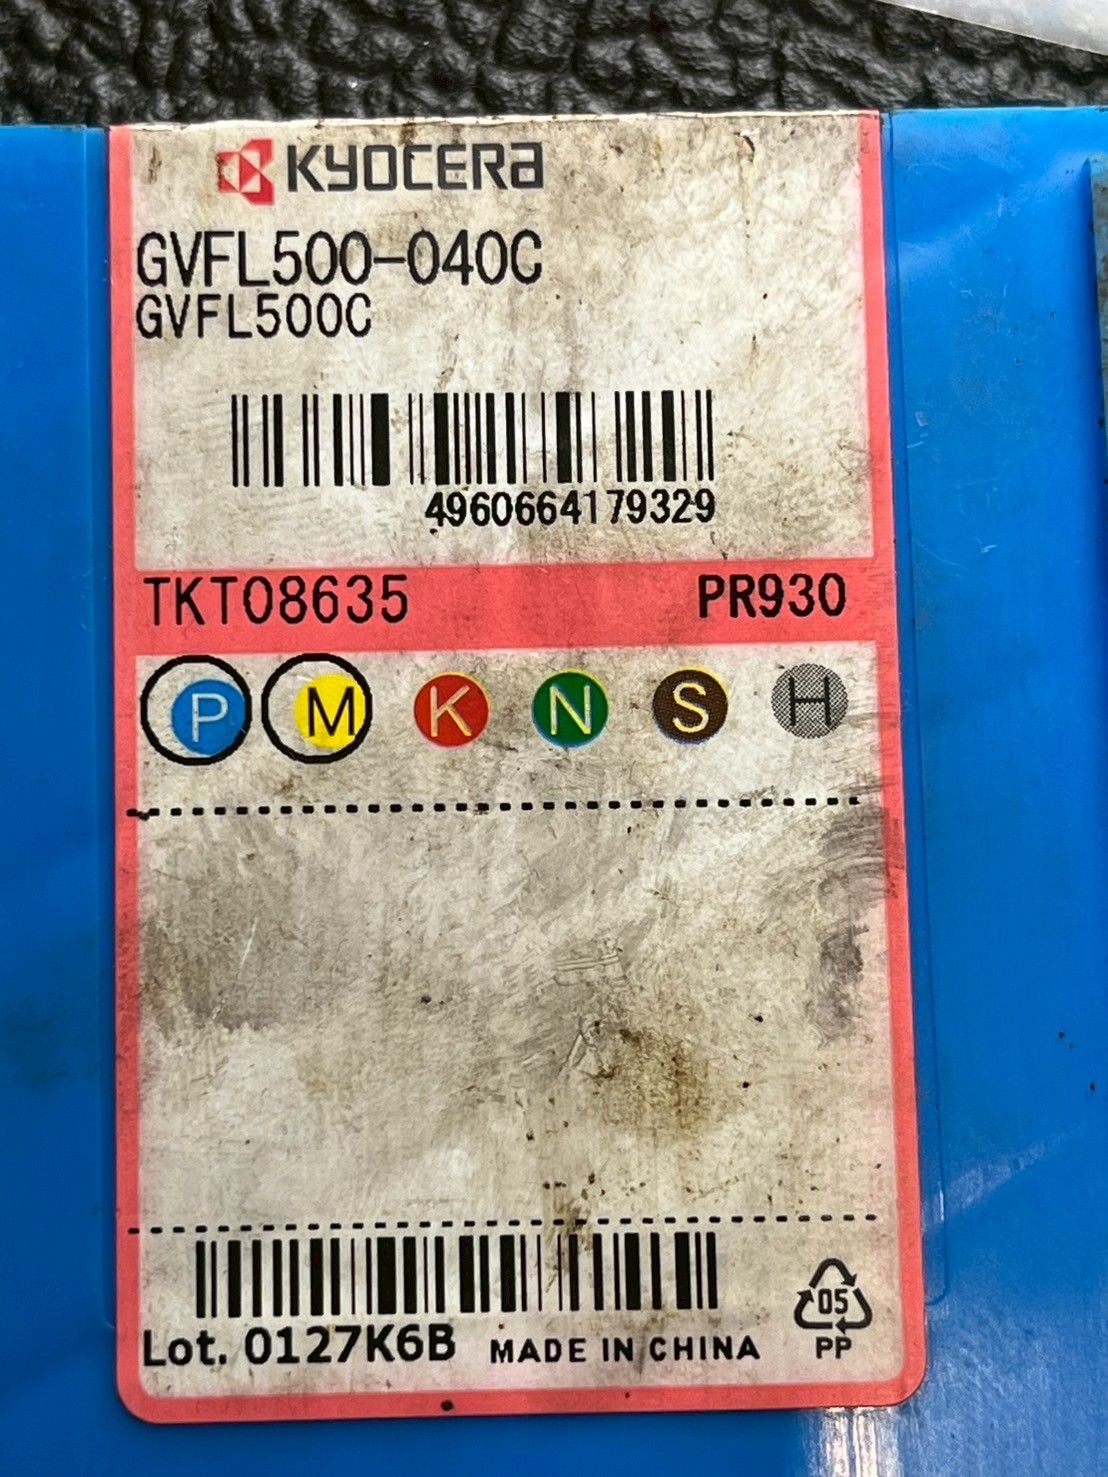 KYOCERA
GVFL500-040C
GVFL500C
4960664179329
TKT08635 PR930
P M K N S H
Lot. 0127K6B MADE IN CHINA
05
PP